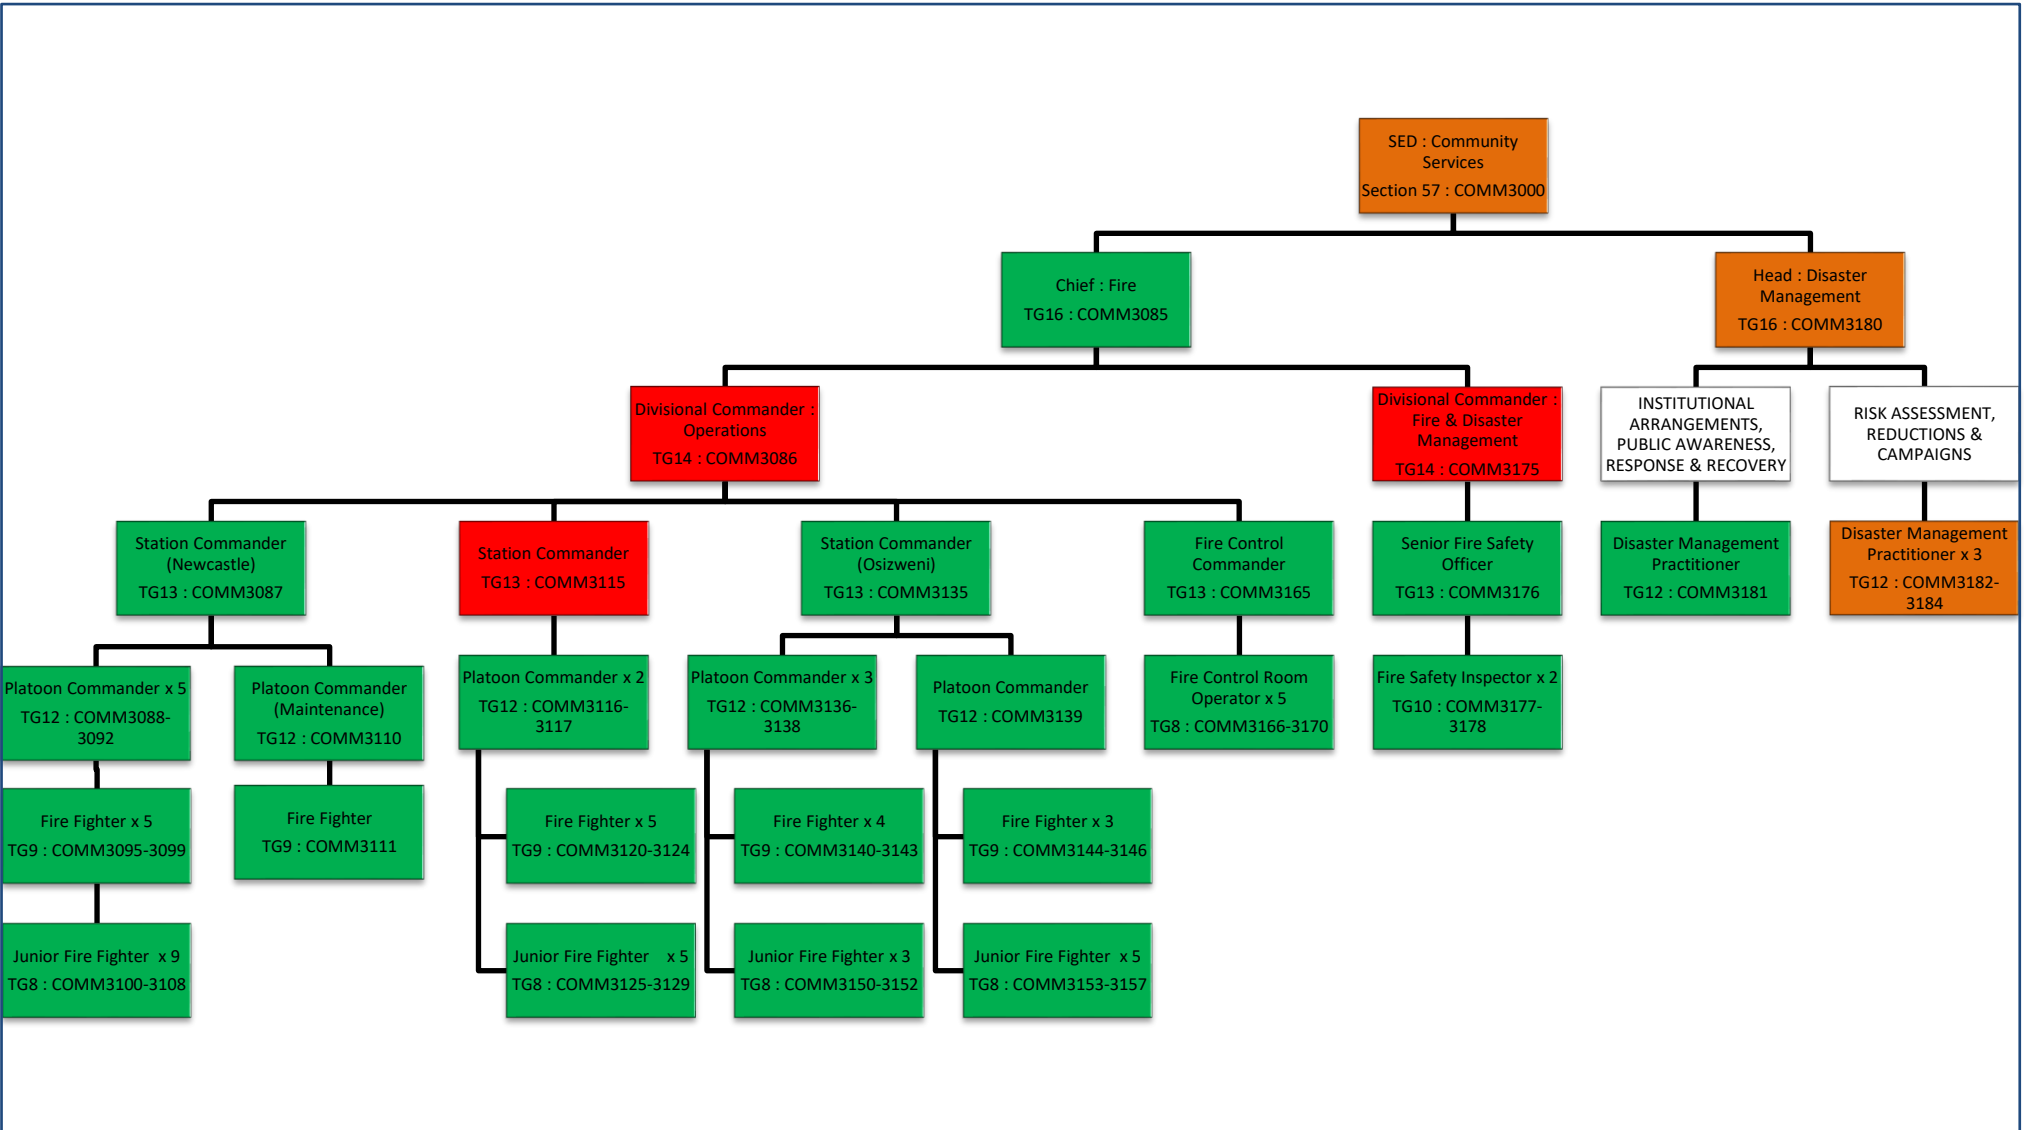 SED : Community
Services
Section 57 : COMM3000
Chief : Fire
TG16 : COMM3085
Head : Disaster
Management
TG16 : COMM3180
Divisional Commander :
Operations
TG14 : COMM3086
Divisional Commander :
Fire & Disaster
Management
TG14 : COMM3175
INSTITUTIONAL
ARRANGEMENTS,
PUBLIC AWARENESS,
RESPONSE & RECOVERY
RISK ASSESSMENT,
REDUCTIONS &
CAMPAIGNS
Station Commander
(Newcastle)
TG13 : COMM3087
Station Commander
TG13 : COMM3115
Station Commander
(Osizweni)
TG13 : COMM3135
Fire Control
Commander
TG13 : COMM3165
Senior Fire Safety
Officer
TG13 : COMM3176
Disaster Management
Practitioner
TG12 : COMM3181
Disaster Management
Practitioner x 3
TG12 : COMM3182-
3184
Platoon Commander x 5
TG12 : COMM3088-
3092
Platoon Commander
(Maintenance)
TG12 : COMM3110
Platoon Commander x 2
TG12 : COMM3116-
3117
Platoon Commander x 3
TG12 : COMM3136-
3138
Platoon Commander
TG12 : COMM3139
Fire Control Room
Operator x 5
TG8 : COMM3166-3170
Fire Safety Inspector x 2
TG10 : COMM3177-
3178
Fire Fighter x 5
TG9 : COMM3095-3099
Fire Fighter
TG9 : COMM3111
Fire Fighter x 5
TG9 : COMM3120-3124
Fire Fighter x 4
TG9 : COMM3140-3143
Fire Fighter x 3
TG9 : COMM3144-3146
Junior Fire Fighter  x 9
TG8 : COMM3100-3108
Junior Fire Fighter    x 5
TG8 : COMM3125-3129
Junior Fire Fighter x 3
TG8 : COMM3150-3152
Junior Fire Fighter  x 5
TG8 : COMM3153-3157